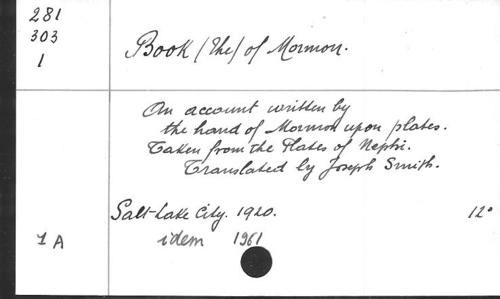 281
303
1
Book (the) of Mormon.
An account written by
the hand of Mormon upon plates.
Taken from the Plates of Nephi.
Translated by Joseph Smith.
Salt-Lake City. 1920. 12°
1A idem 1961